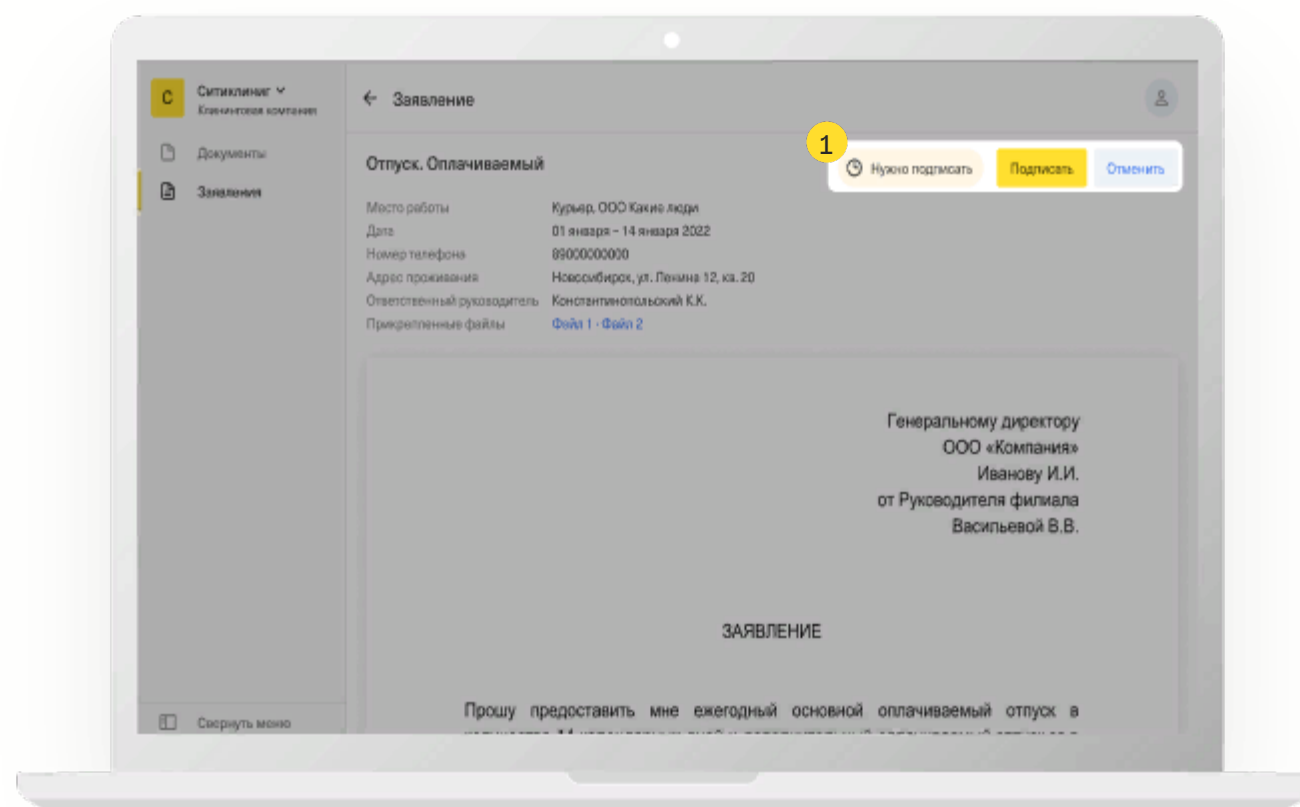 С
Ситиклининг
Клининговая компания
Документы
Заявления
Свернуть меню
Заявление
1
Отпуск. Оплачиваемый
Нужно подписать
Подписать
Отменить
Место работы Курьер, ООО Какие люди
Дата 01 января – 14 января 2022
Номер телефона 89000000000
Адрес проживания Новосибирск, ул. Ленина 12, кв. 20
Ответственный руководитель Константинопольский К.К.
Прикрепленные файлы Файл 1 · Файл 2
Генеральному директору
ООО «Компания»
Иванову И.И.
от Руководителя филиала
Васильевой В.В.
ЗАЯВЛЕНИЕ
Прошу предоставить мне ежегодный основной оплачиваемый отпуск в